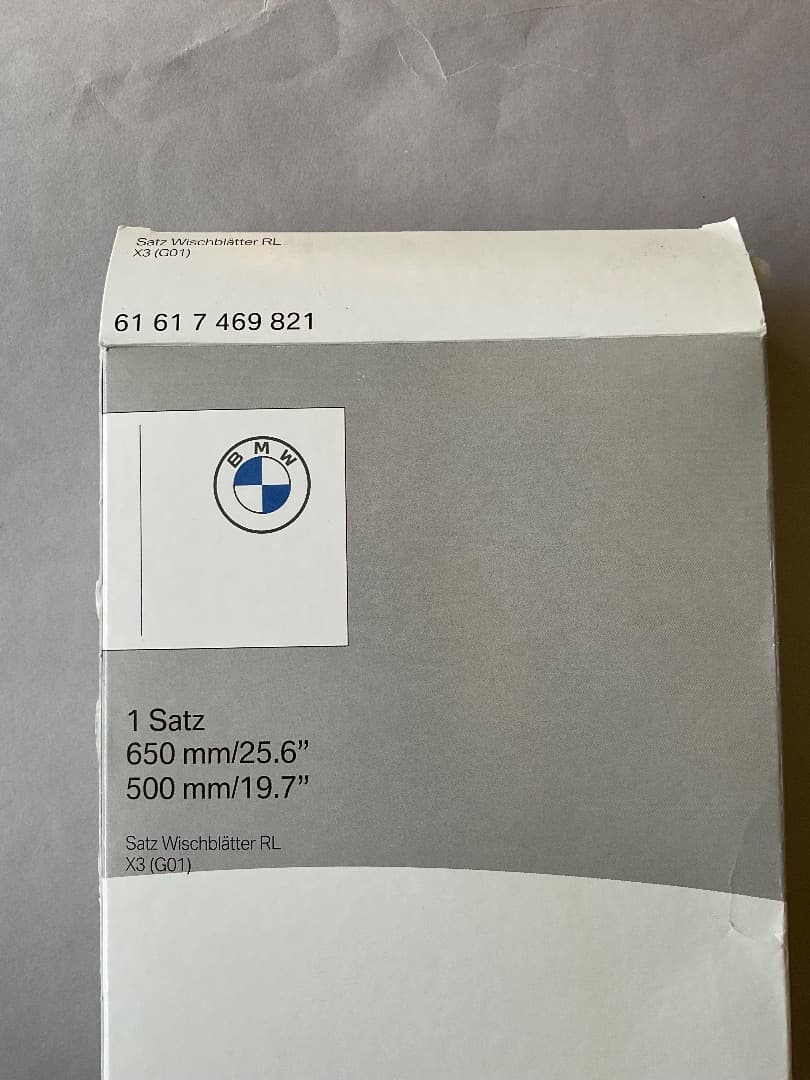 Satz Wischblätter RL
X3 (G01)
61 61 7 469 821
BMW
1 Satz
650 mm/25.6”
500 mm/19.7”
Satz Wischblätter RL
X3 (G01)